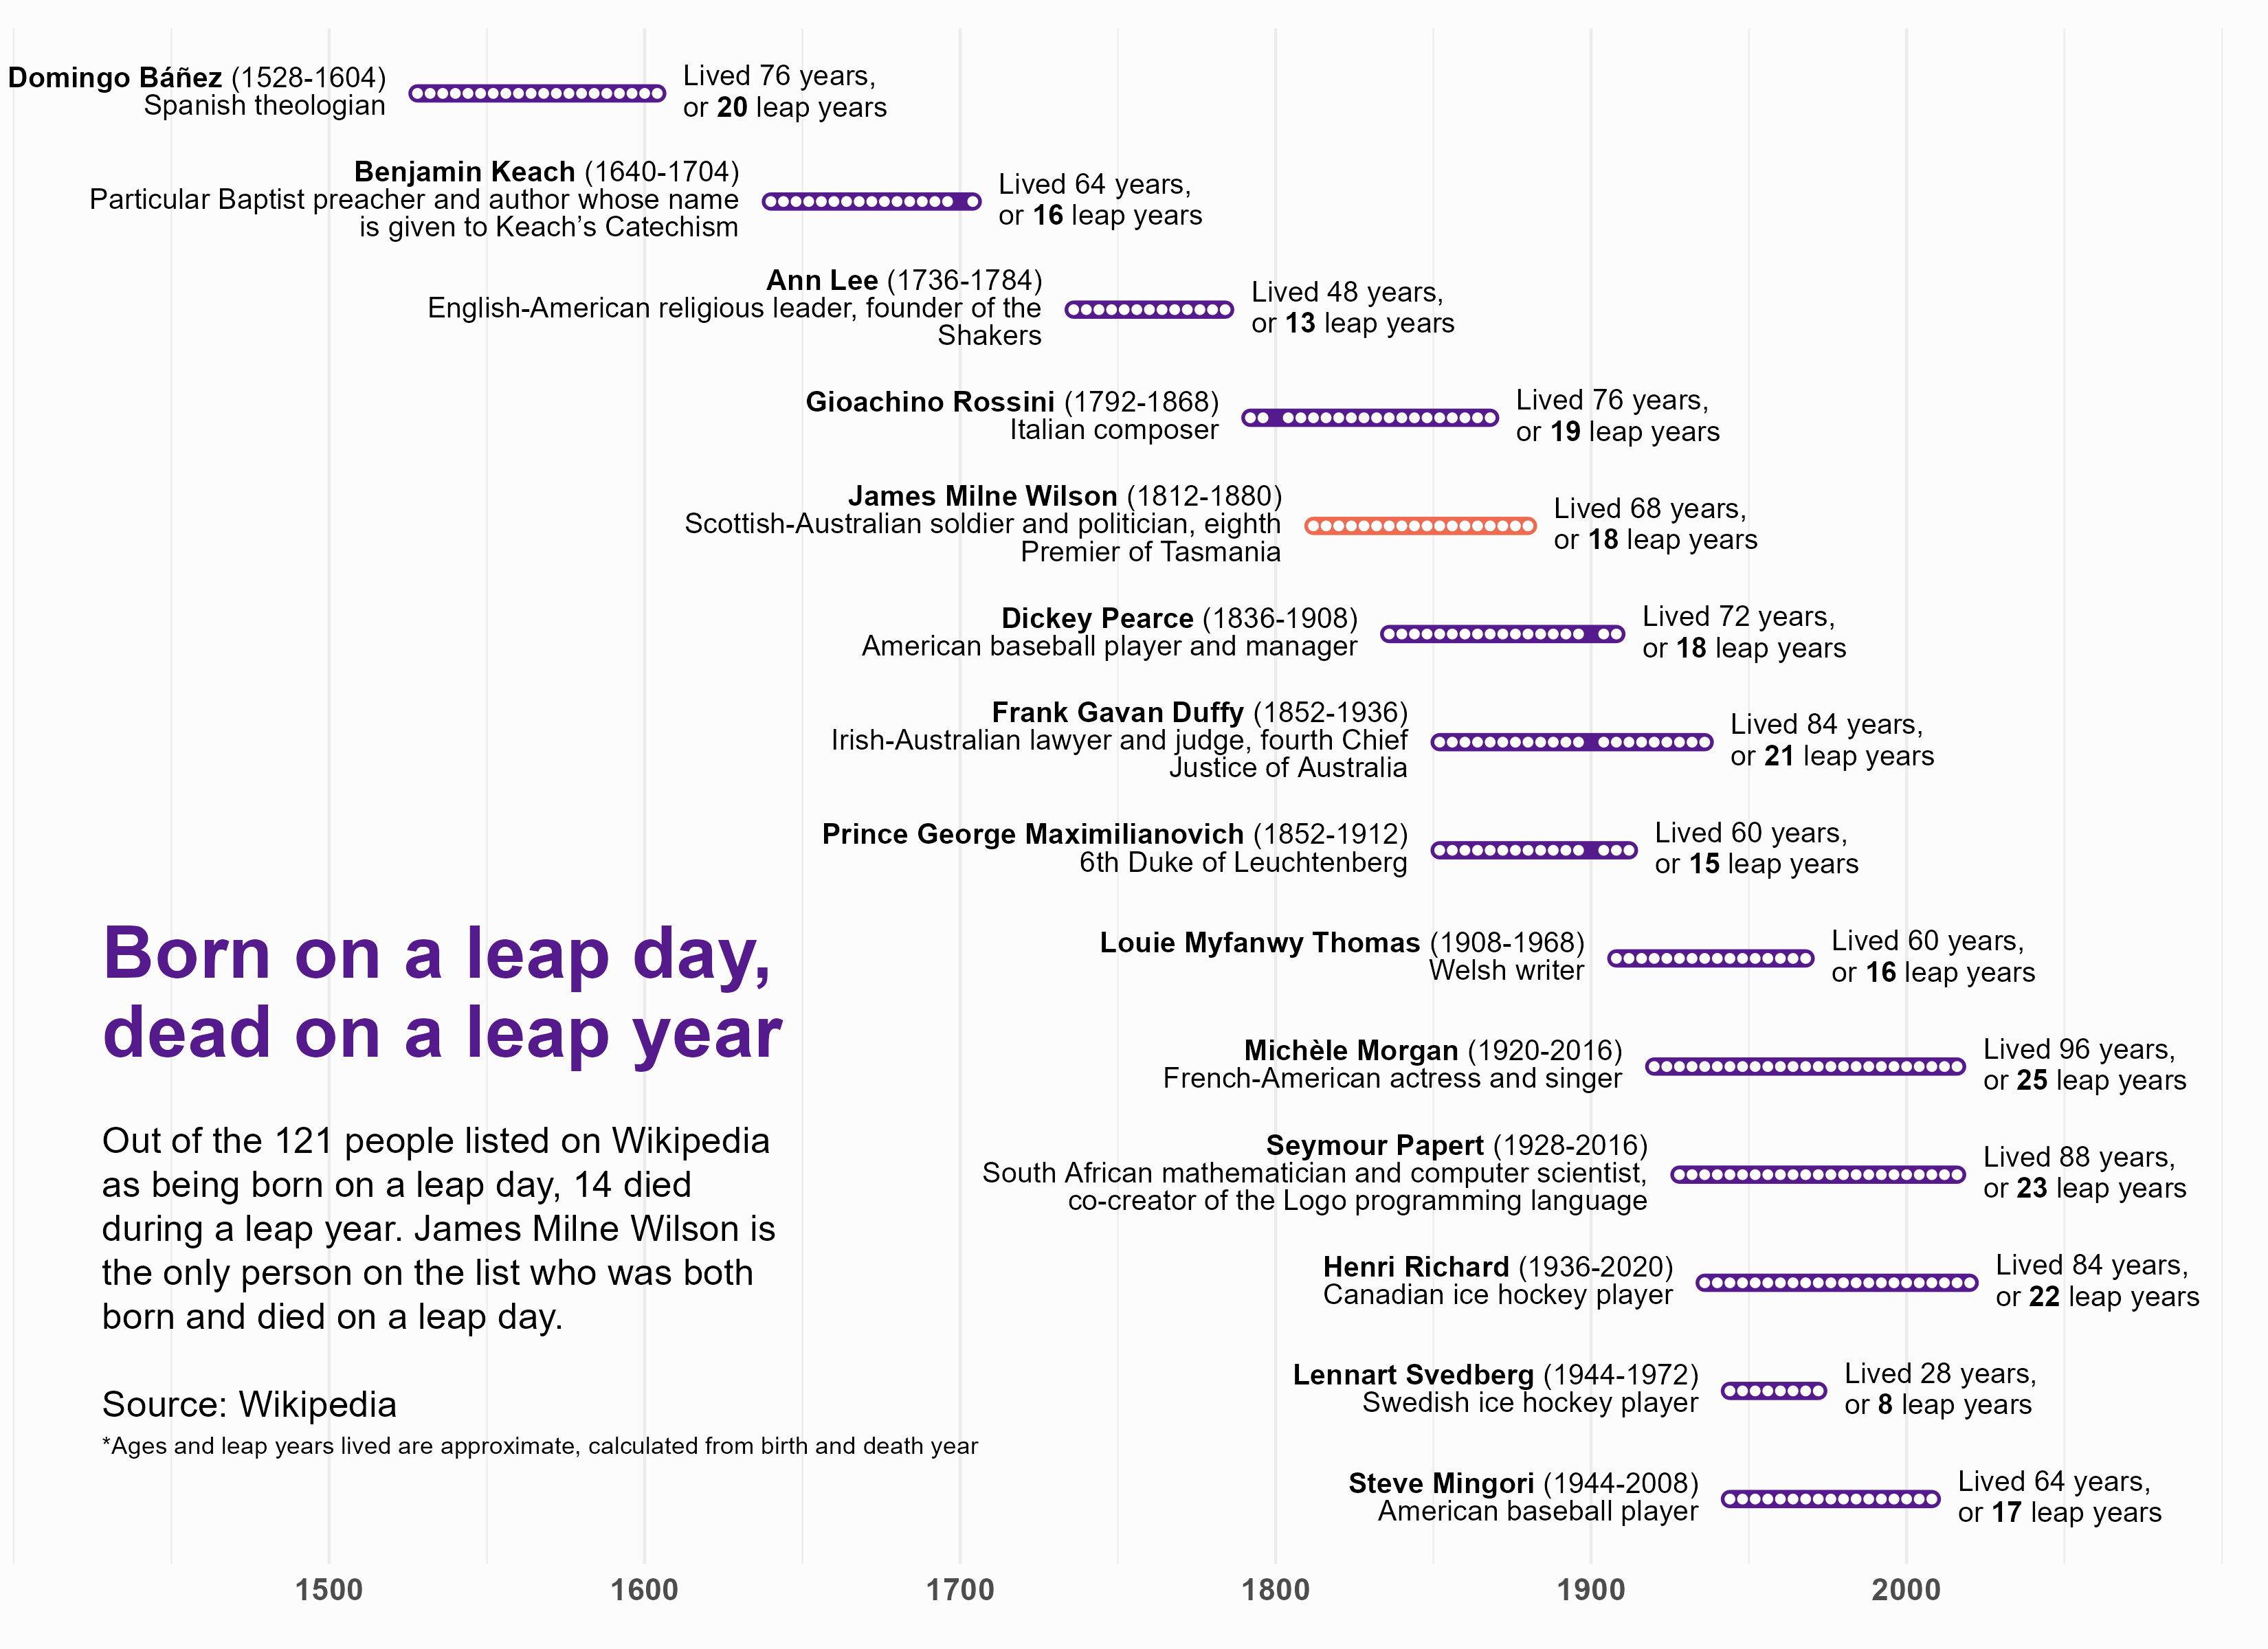 Domingo Báñez (1528-1604)
Spanish theologian
Lived 76 years,
or 20 leap years
Benjamin Keach (1640-1704)
Particular Baptist preacher and author whose name
is given to Keach’s Catechism
Lived 64 years,
or 16 leap years
Ann Lee (1736-1784)
English-American religious leader, founder of the
Shakers
Lived 48 years,
or 13 leap years
Gioachino Rossini (1792-1868)
Italian composer
Lived 76 years,
or 19 leap years
James Milne Wilson (1812-1880)
Scottish-Australian soldier and politician, eighth
Premier of Tasmania
Lived 68 years,
or 18 leap years
Dickey Pearce (1836-1908)
American baseball player and manager
Lived 72 years,
or 18 leap years
Frank Gavan Duffy (1852-1936)
Irish-Australian lawyer and judge, fourth Chief
Justice of Australia
Lived 84 years,
or 21 leap years
Prince George Maximilianovich (1852-1912)
6th Duke of Leuchtenberg
Lived 60 years,
or 15 leap years
Louie Myfanwy Thomas (1908-1968)
Welsh writer
Lived 60 years,
or 16 leap years
Michèle Morgan (1920-2016)
French-American actress and singer
Lived 96 years,
or 25 leap years
Seymour Papert (1928-2016)
South African mathematician and computer scientist,
co-creator of the Logo programming language
Lived 88 years,
or 23 leap years
Henri Richard (1936-2020)
Canadian ice hockey player
Lived 84 years,
or 22 leap years
Lennart Svedberg (1944-1972)
Swedish ice hockey player
Lived 28 years,
or 8 leap years
Steve Mingori (1944-2008)
American baseball player
Lived 64 years,
or 17 leap years
Born on a leap day,
dead on a leap year
Out of the 121 people listed on Wikipedia
as being born on a leap day, 14 died
during a leap year. James Milne Wilson is
the only person on the list who was both
born and died on a leap day.
Source: Wikipedia
*Ages and leap years lived are approximate, calculated from birth and death year
1500 1600 1700 1800 1900 2000